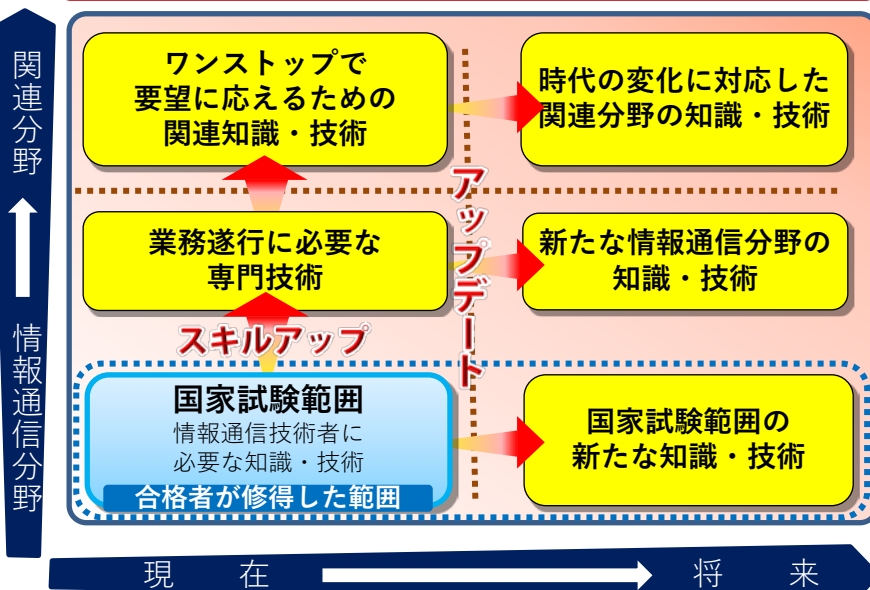 関連分野
情報通信分野
ワンストップで
要望に応えるための
関連知識・技術
時代の変化に対応した
関連分野の知識・技術
アップデート
業務遂行に必要な
専門技術
新たな情報通信分野の
知識・技術
スキルアップ
国家試験範囲
情報通信技術者に
必要な知識・技術
合格者が修得した範囲
国家試験範囲の
新たな知識・技術
現在
将来